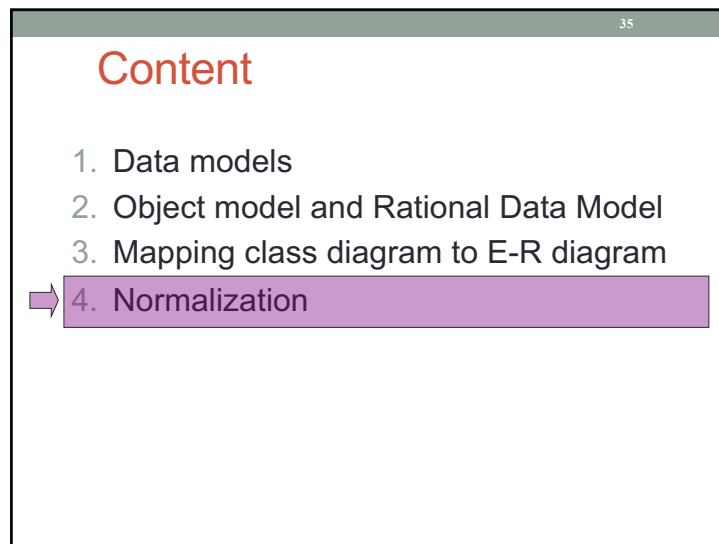 35
Content
1. Data models
2. Object model and Rational Data Model
3. Mapping class diagram to E-R diagram
4. Normalization